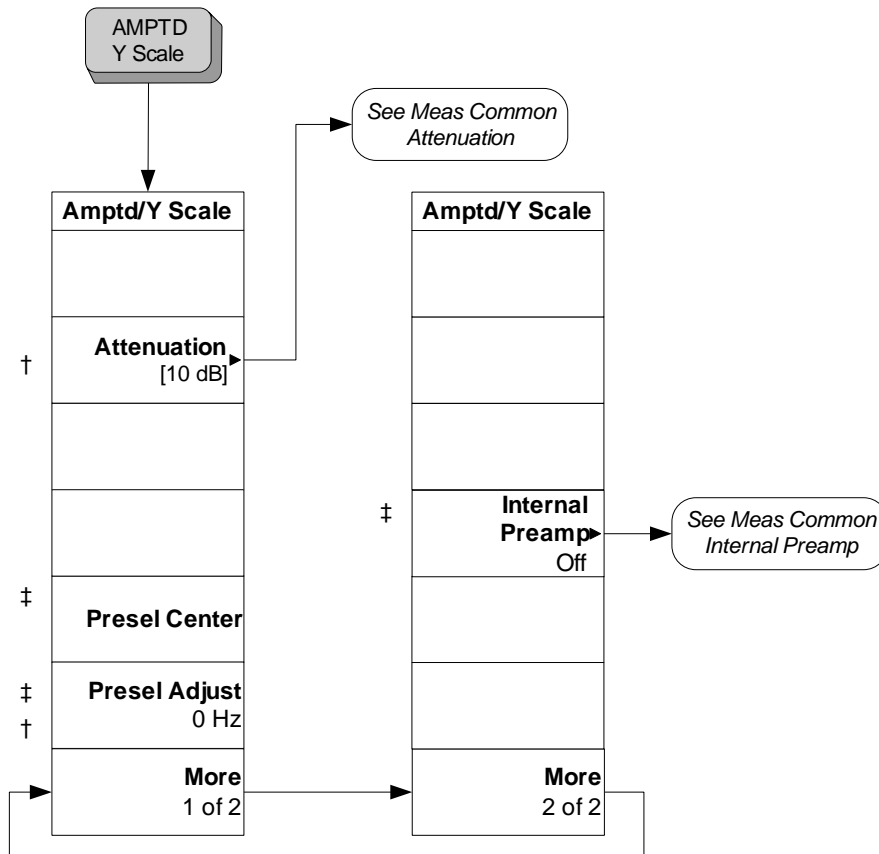 AMPTD
Y Scale
See Meas Common
Attenuation
Amptd/Y Scale
†
Attenuation
[10 dB]
‡
Presel Center
‡
†
Presel Adjust
0 Hz
More
1 of 2
Amptd/Y Scale
‡
Internal
Preamp
Off
See Meas Common
Internal Preamp
More
2 of 2